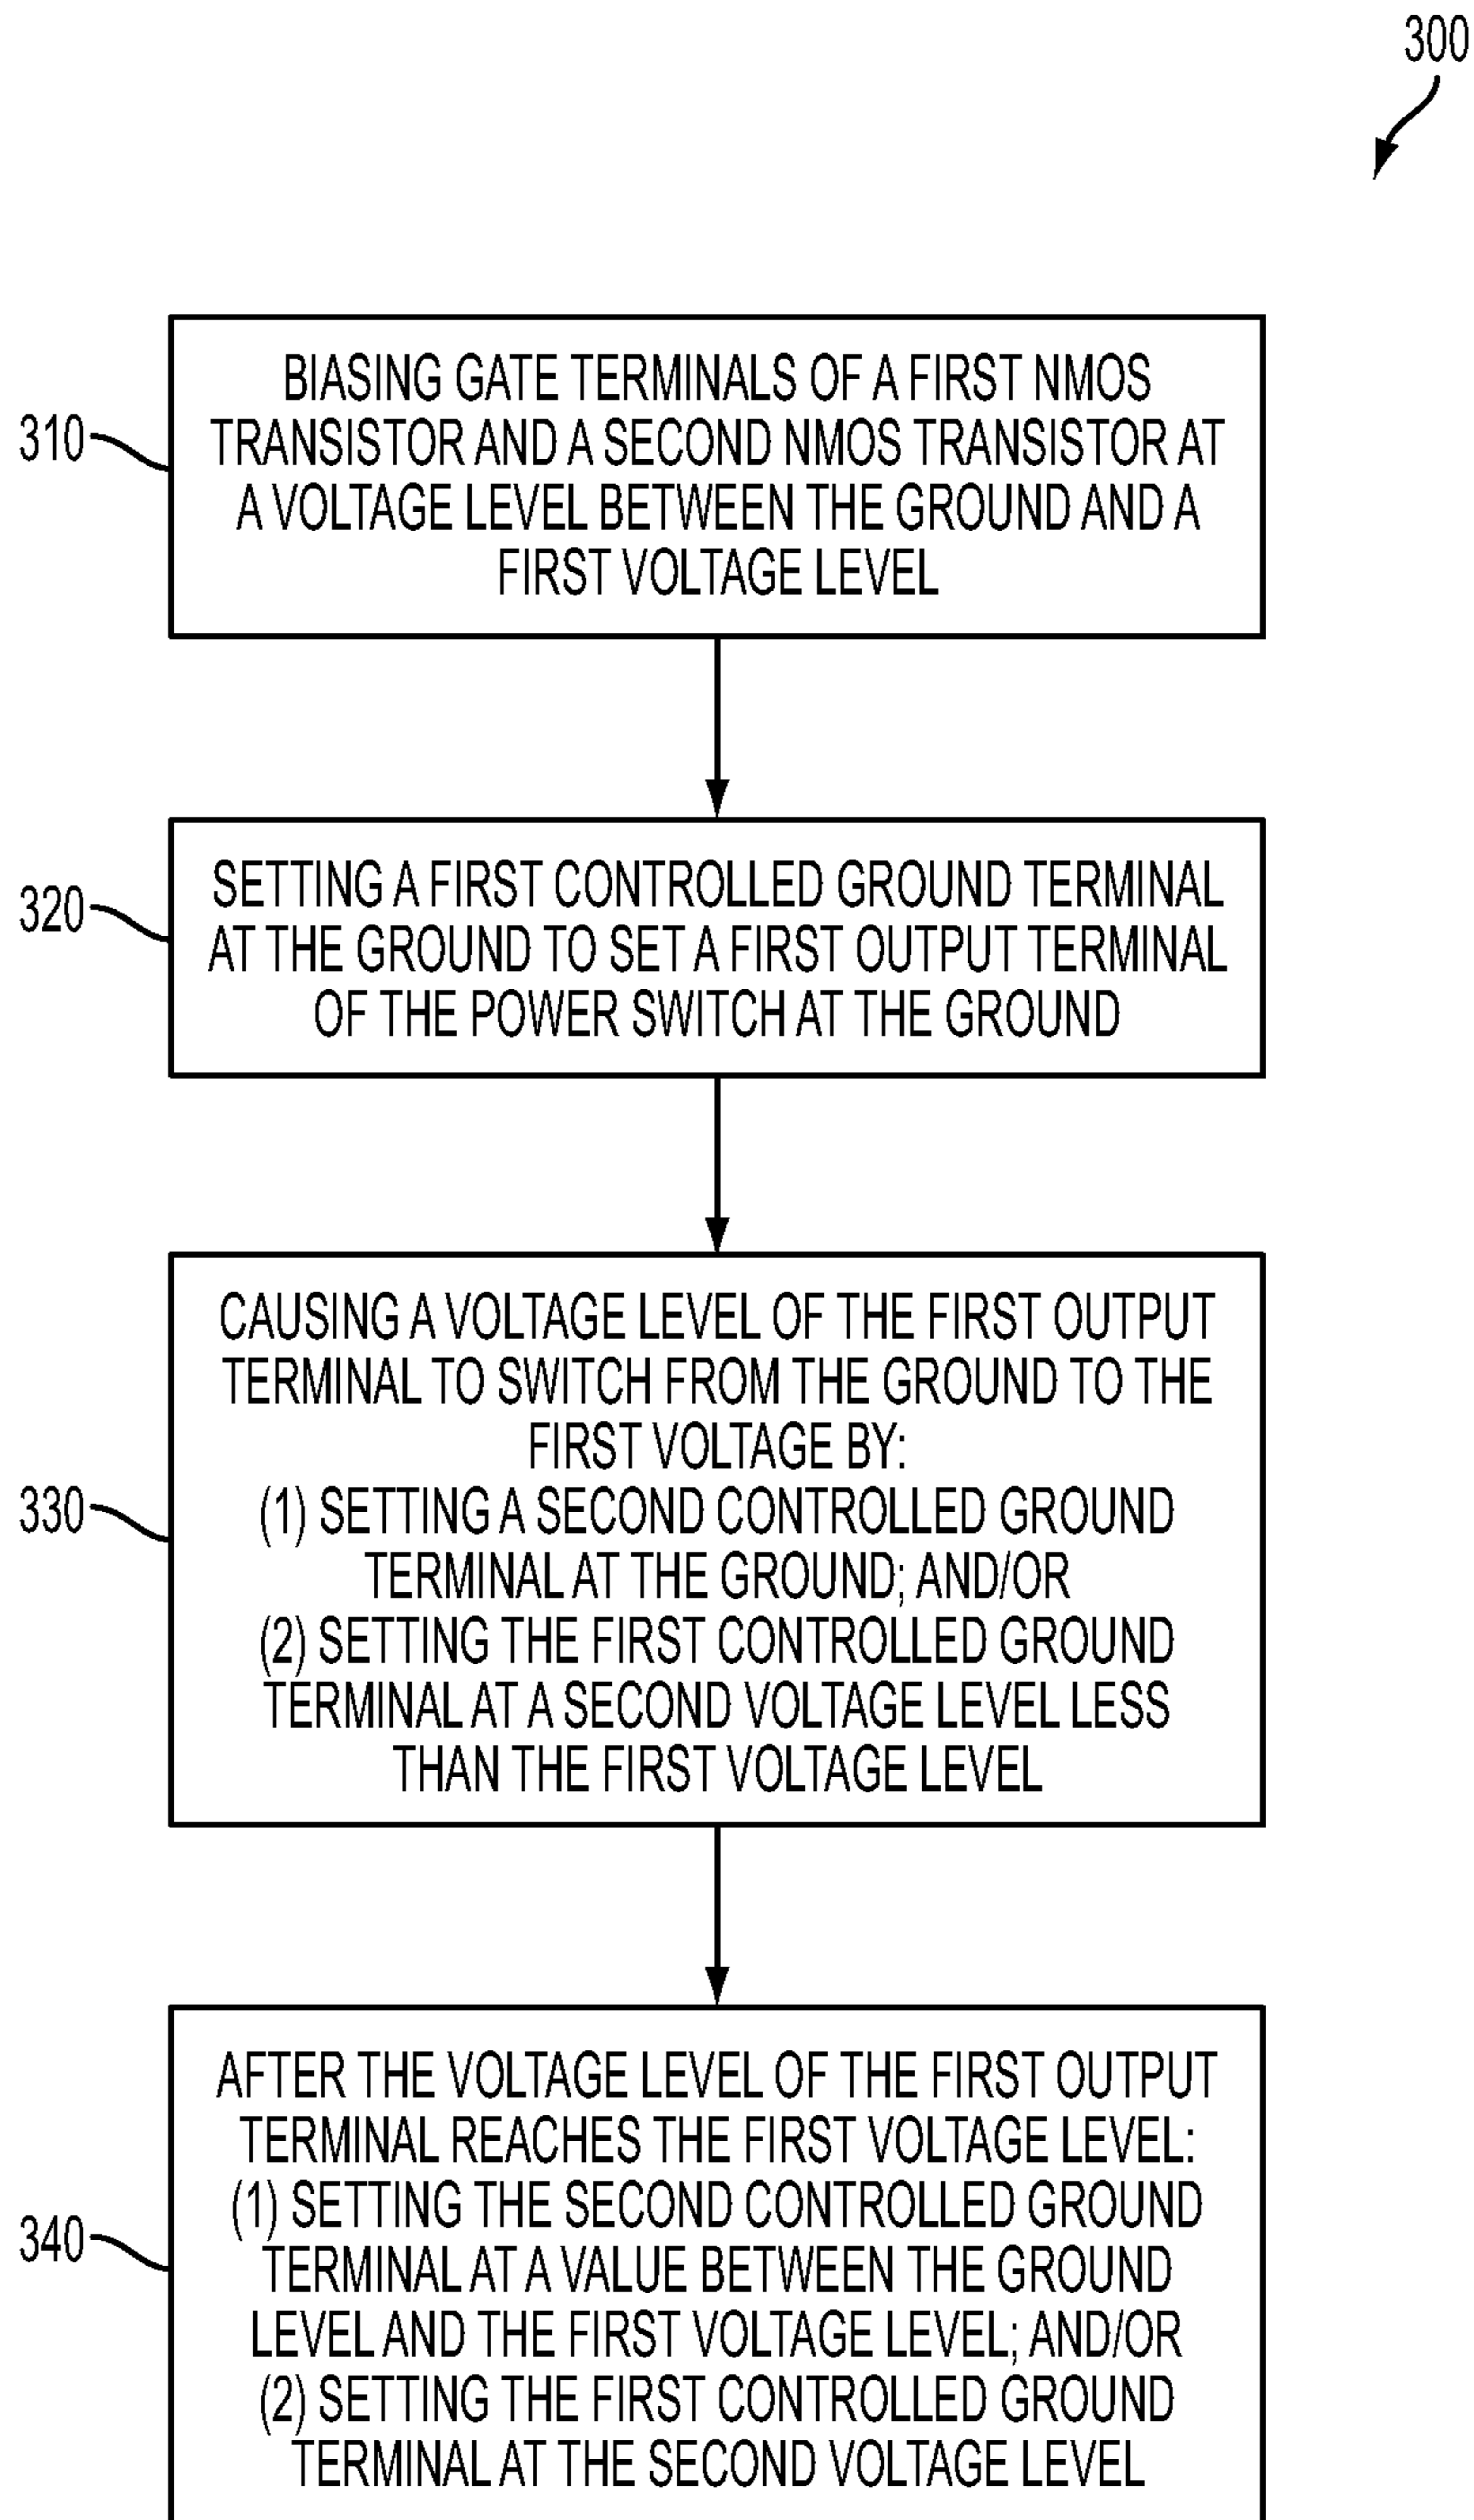 300
310
BIASING GATE TERMINALS OF A FIRST NMOS
TRANSISTOR AND A SECOND NMOS TRANSISTOR AT
A VOLTAGE LEVEL BETWEEN THE GROUND AND A
FIRST VOLTAGE LEVEL
320
SETTING A FIRST CONTROLLED GROUND TERMINAL
AT THE GROUND TO SET A FIRST OUTPUT TERMINAL
OF THE POWER SWITCH AT THE GROUND
330
CAUSING A VOLTAGE LEVEL OF THE FIRST OUTPUT
TERMINAL TO SWITCH FROM THE GROUND TO THE
FIRST VOLTAGE BY:
(1) SETTING A SECOND CONTROLLED GROUND
TERMINAL AT THE GROUND; AND/OR
(2) SETTING THE FIRST CONTROLLED GROUND
TERMINAL AT A SECOND VOLTAGE LEVEL LESS
THAN THE FIRST VOLTAGE LEVEL
340
AFTER THE VOLTAGE LEVEL OF THE FIRST OUTPUT
TERMINAL REACHES THE FIRST VOLTAGE LEVEL:
(1) SETTING THE SECOND CONTROLLED GROUND
TERMINAL AT A VALUE BETWEEN THE GROUND
LEVEL AND THE FIRST VOLTAGE LEVEL; AND/OR
(2) SETTING THE FIRST CONTROLLED GROUND
TERMINAL AT THE SECOND VOLTAGE LEVEL